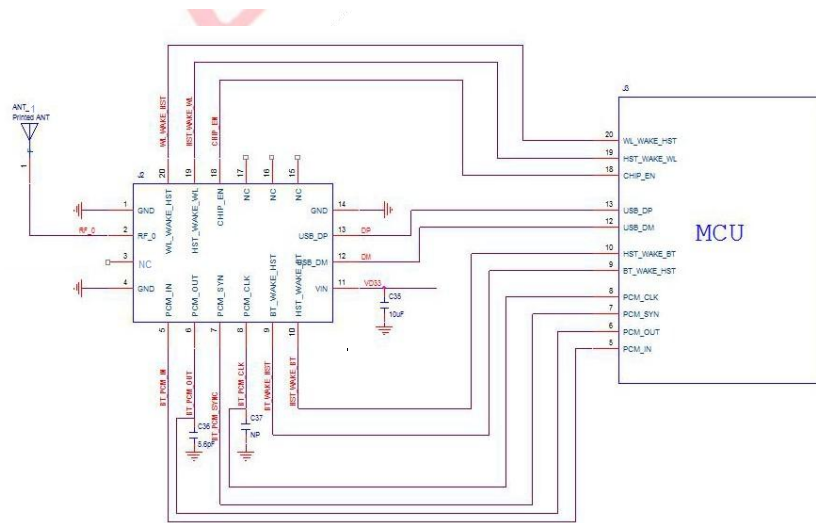 ANT_1
Printed ANT
1
WL_WAKE_HST
HST_WAKE_WL
CHIP_EN
20
19
18
17
16
15
WL_WAKE_HST
HST_WAKE_WL
CHIP_EN
NC
NC
NC
1
GND
RF_0
2
RF_0
3
NC
4
GND
GND
14
USB_DP
13
DP
USB_DM
12
DM
VIN
11
VD33
C35
10uF
PCM_IN
PCM_OUT
PCM_SYN
PCM_CLK
BT_WAKE_HST
HST_WAKE_BT
5
6
7
8
9
10
BT_PCM_IN
BT_PCM_OUT
BT_PCM_SYNC
BT_PCM_CLK
BT_WAKE_HST
HST_WAKE_BT
C36
5.6pF
C37
NP
J3
20
WL_WAKE_HST
19
HST_WAKE_WL
18
CHIP_EN
13
USB_DP
12
USB_DM
MCU
10
HST_WAKE_BT
9
BT_WAKE_HST
8
PCM_CLK
7
PCM_SYN
6
PCM_OUT
5
PCM_IN